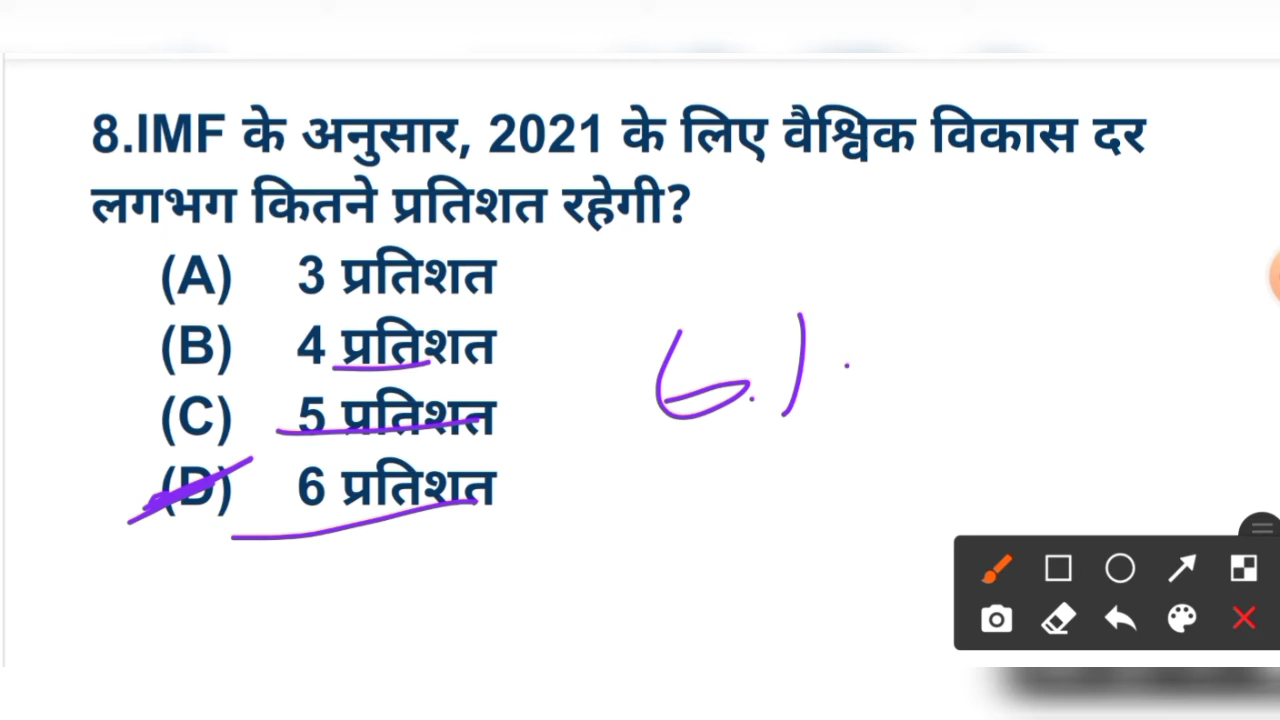 8.IMF के अनुसार, 2021 के लिए वैश्विक विकास दर
लगभग कितने प्रतिशत रहेगी?
(A) 3 प्रतिशत
(B) 4 प्रतिशत
(C) 5 प्रतिशत
(D) 6 प्रतिशत